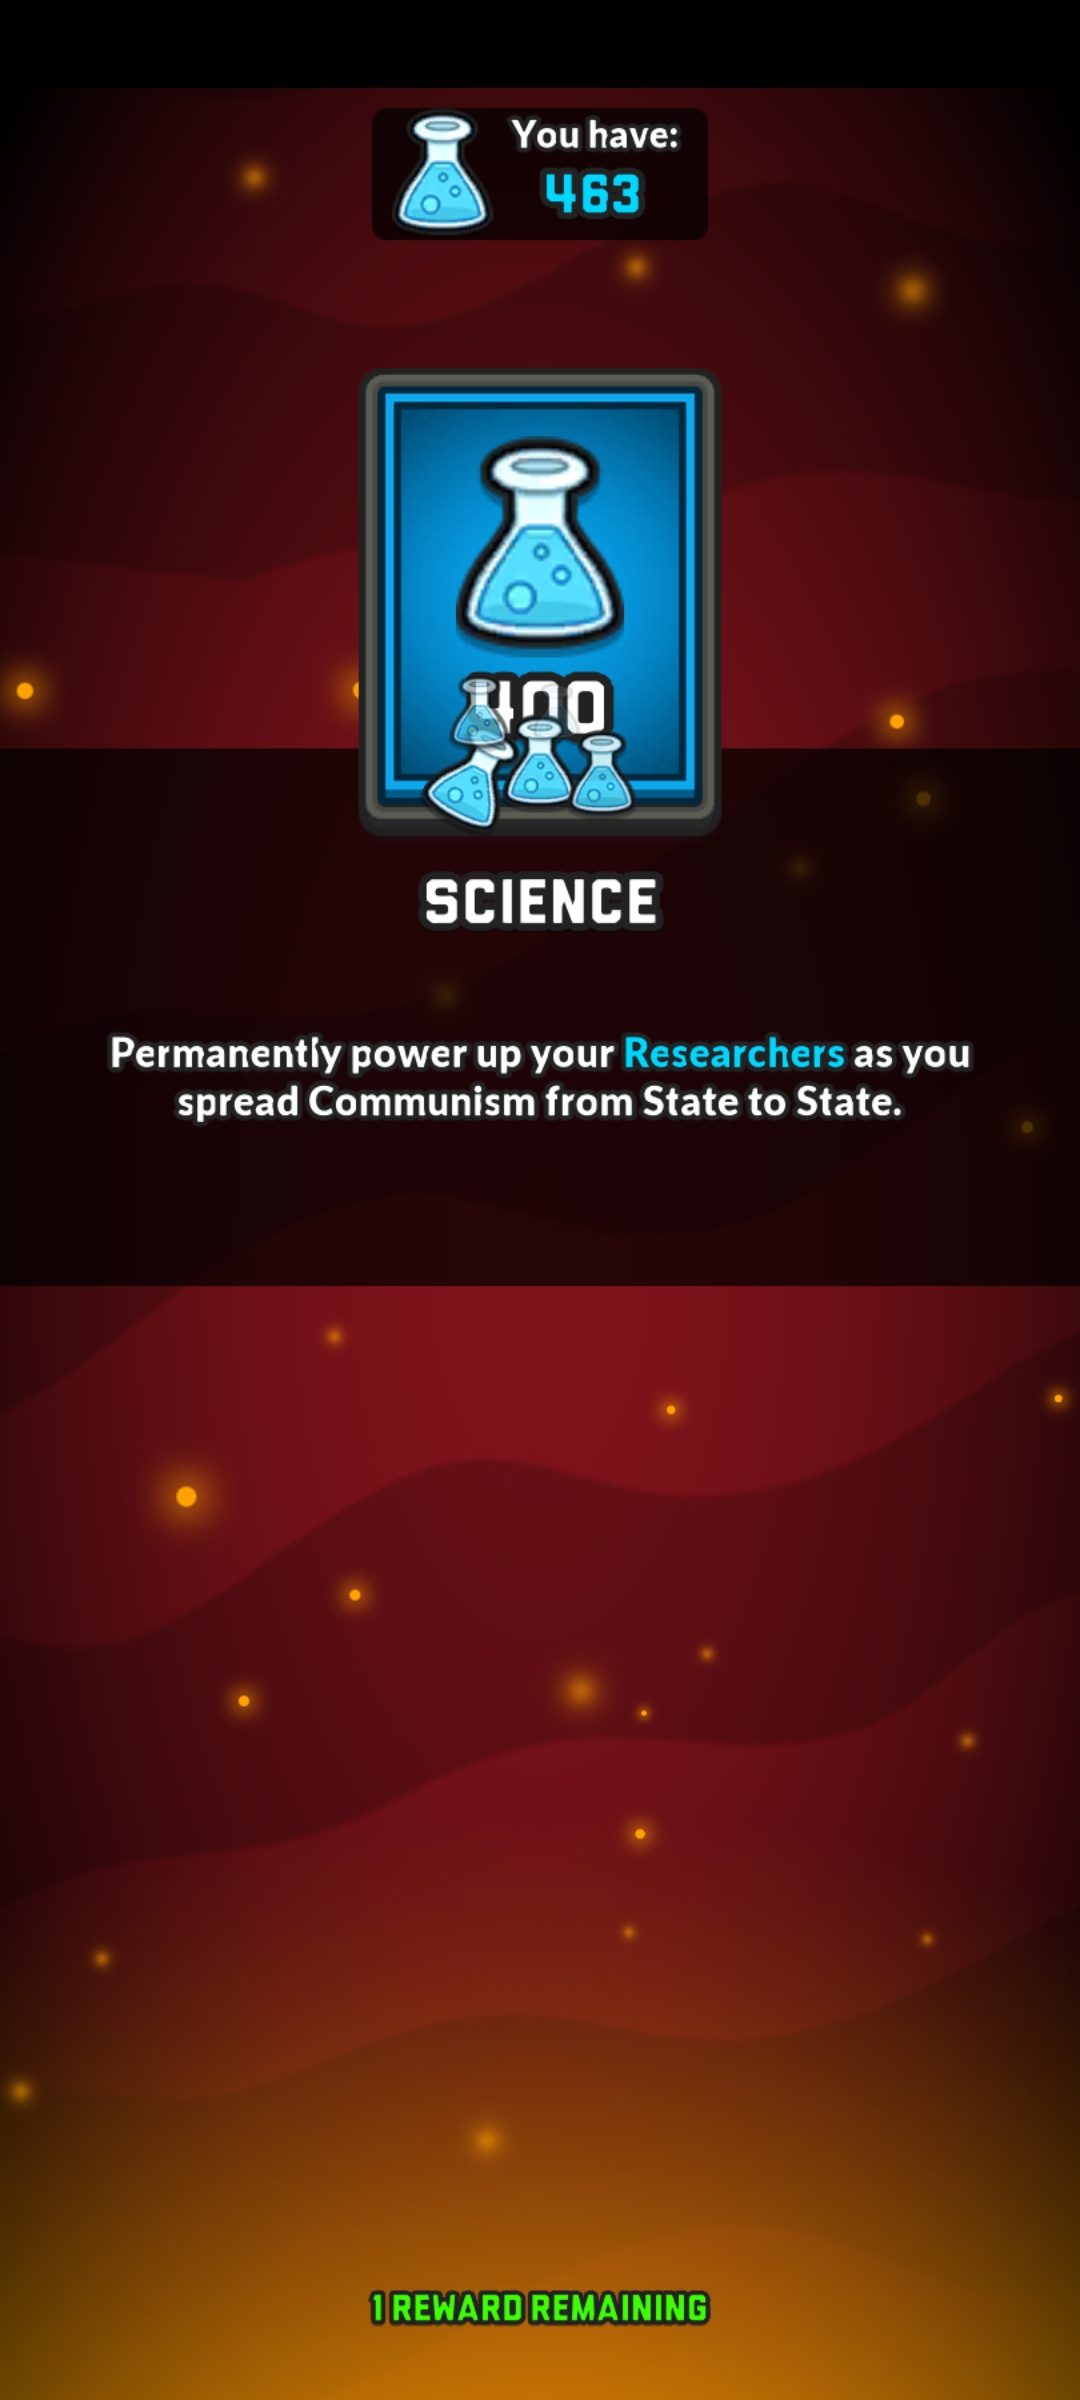 You have:
463
400
SCIENCE
Permanently power up your Researchers as you
spread Communism from State to State.
1 REWARD REMAINING